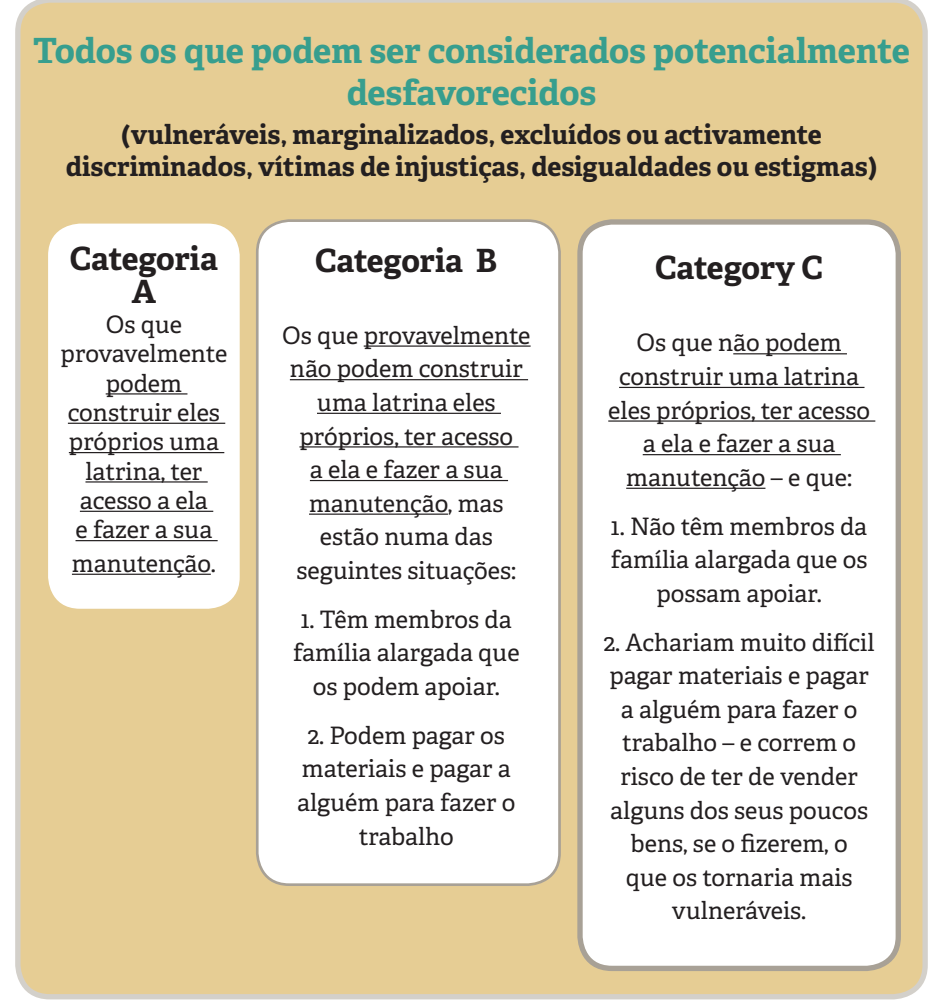 Todos os que podem ser considerados potencialmente
desfavorecidos
(vulneráveis, marginalizados, excluídos ou activamente
discriminados, vítimas de injustiças, desigualdades ou estigmas)
Categoria
A
Os que
provavelmente
podem
construir eles
próprios uma
latrina, ter
acesso a ela
e fazer a sua
manutenção.
Categoria B
Os que provavelmente
não podem construir
uma latrina eles
próprios, ter acesso
a ela e fazer a sua
manutenção, mas
estão numa das
seguintes situações:
1. Têm membros da
família alargada que
os podem apoiar.
2. Podem pagar os
materiais e pagar a
alguém para fazer o
trabalho
Category C
Os que não podem
construir uma latrina
eles próprios, ter acesso
a ela e fazer a sua
manutenção – e que:
1. Não têm membros da
família alargada que os
possam apoiar.
2. Achariam muito difícil
pagar materiais e pagar
a alguém para fazer o
trabalho – e correm o
risco de ter de vender
alguns dos seus poucos
bens, se o fizerem, o
que os tornaria mais
vulneráveis.